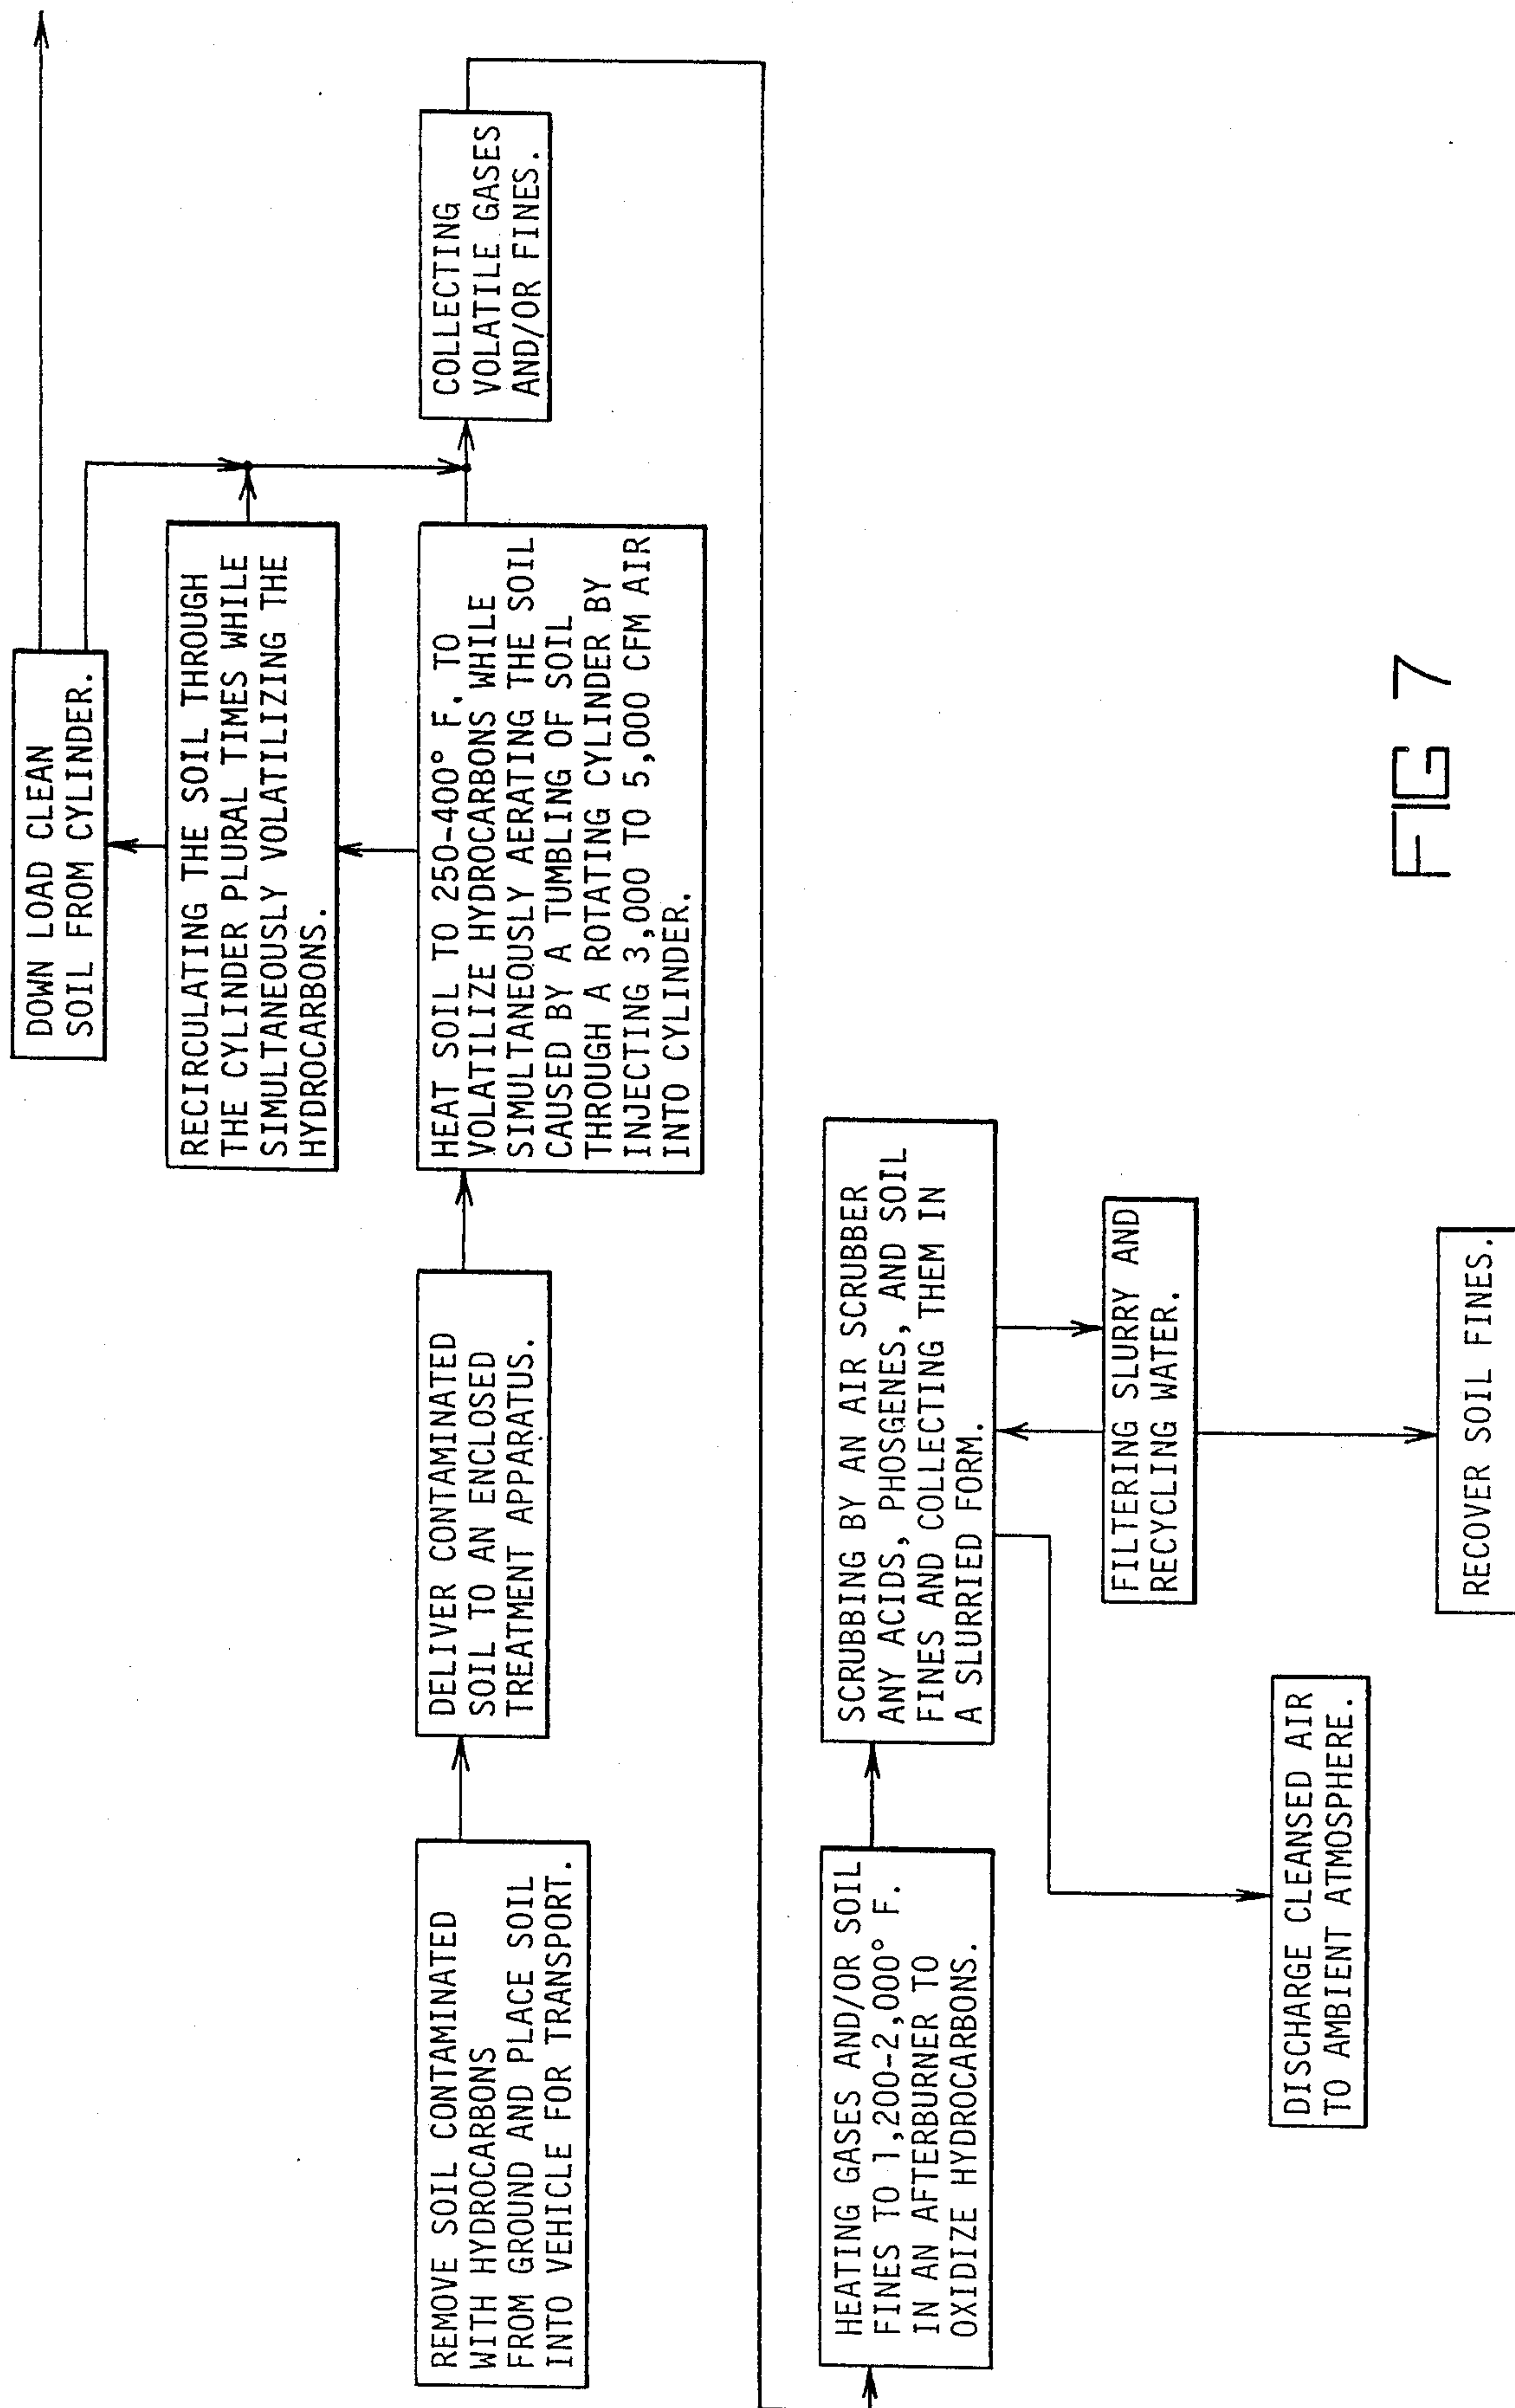 DOWN LOAD CLEAN
SOIL FROM CYLINDER.
RECIRCULATING THE SOIL THROUGH
THE CYLINDER PLURAL TIMES WHILE
SIMULTANEOUSLY VOLATILIZING THE
HYDROCARBONS.
REMOVE SOIL CONTAMINATED
WITH HYDROCARBONS
FROM GROUND AND PLACE SOIL
INTO VEHICLE FOR TRANSPORT.
DELIVER CONTAMINATED
SOIL TO AN ENCLOSED
TREATMENT APPARATUS.
HEAT SOIL TO 250-400° F. TO
VOLATILIZE HYDROCARBONS WHILE
SIMULTANEOUSLY AERATING THE SOIL
CAUSED BY A TUMBLING OF SOIL
THROUGH A ROTATING CYLINDER BY
INJECTING 3,000 TO 5,000 CFM AIR
INTO CYLINDER.
COLLECTING
VOLATILE GASES
AND/OR FINES.
HEATING GASES AND/OR SOIL
FINES TO 1,200-2,000° F.
IN AN AFTERBURNER TO
OXIDIZE HYDROCARBONS.
SCRUBBING BY AN AIR SCRUBBER
ANY ACIDS, PHOSGENES, AND SOIL
FINES AND COLLECTING THEM IN
A SLURRIED FORM.
FILTERING SLURRY AND
RECYCLING WATER.
DISCHARGE CLEANSED AIR
TO AMBIENT ATMOSPHERE.
RECOVER SOIL FINES.
FIG 7